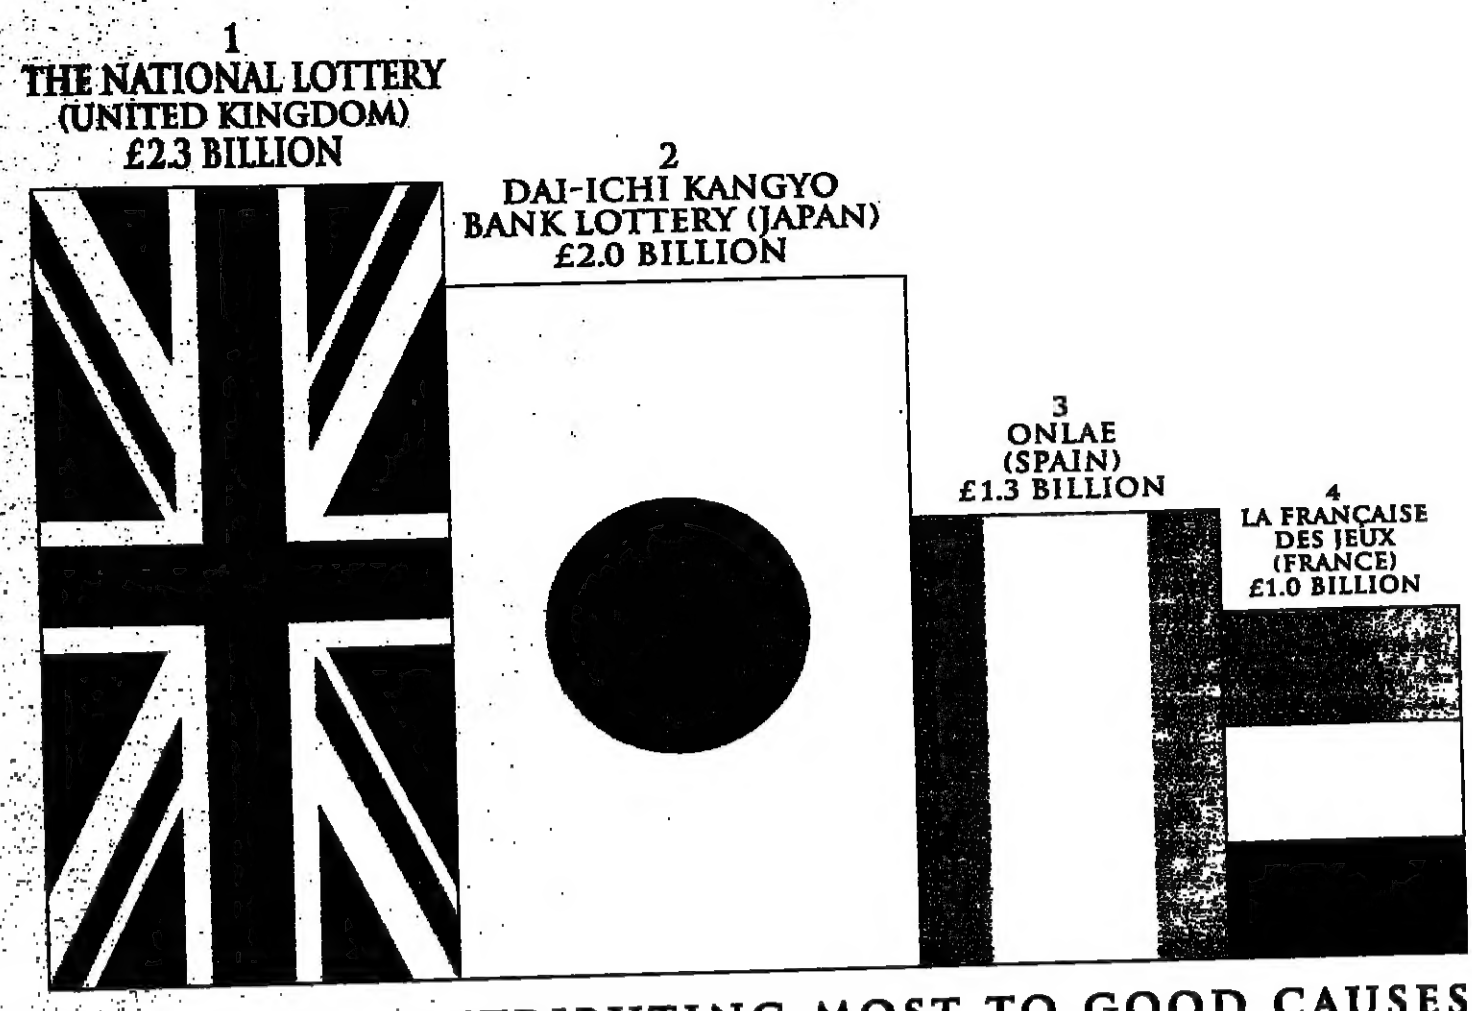 1
THE NATIONAL LOTTERY
(UNITED KINGDOM)
£2.3 BILLION
2
DAI-ICHI KANGYO
BANK LOTTERY (JAPAN)
£2.0 BILLION
3
ONLAE
(SPAIN)
£1.3 BILLION
4
LA FRANÇAISE
DES JEUX
(FRANCE)
£1.0 BILLION
MOST TO GOOD CAUSES